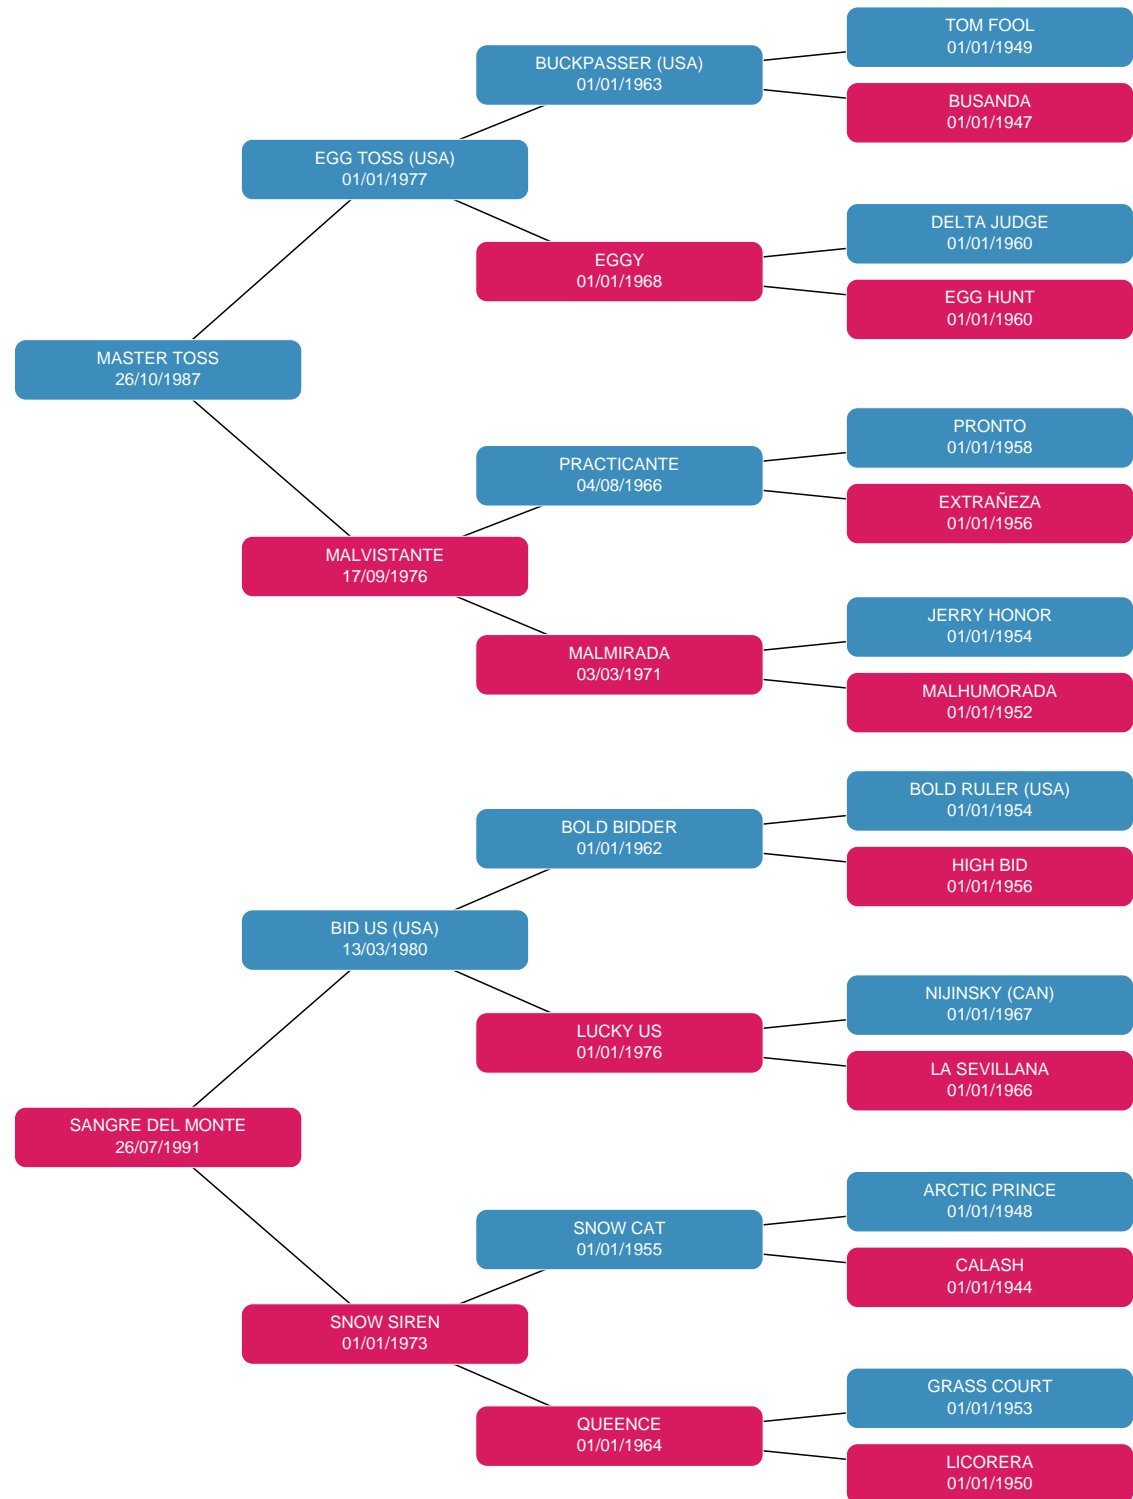 TOM FOOL
01/01/1949
BUCKPASSER (USA)
01/01/1963
BUSANDA
01/01/1947
EGG TOSS (USA)
01/01/1977
DELTA JUDGE
01/01/1960
EGGY
01/01/1968
EGG HUNT
01/01/1960
MASTER TOSS
26/10/1987
PRONTO
01/01/1958
PRACTICANTE
04/08/1966
EXTRAÑEZA
01/01/1956
MALVISTANTE
17/09/1976
JERRY HONOR
01/01/1954
MALMIRADA
03/03/1971
MALHUMORADA
01/01/1952
BOLD RULER (USA)
01/01/1954
BOLD BIDDER
01/01/1962
HIGH BID
01/01/1956
BID US (USA)
13/03/1980
NIJINSKY (CAN)
01/01/1967
LUCKY US
01/01/1976
LA SEVILLANA
01/01/1966
SANGRE DEL MONTE
26/07/1991
ARCTIC PRINCE
01/01/1948
SNOW CAT
01/01/1955
CALASH
01/01/1944
SNOW SIREN
01/01/1973
GRASS COURT
01/01/1953
QUEENCE
01/01/1964
LICORERA
01/01/1950